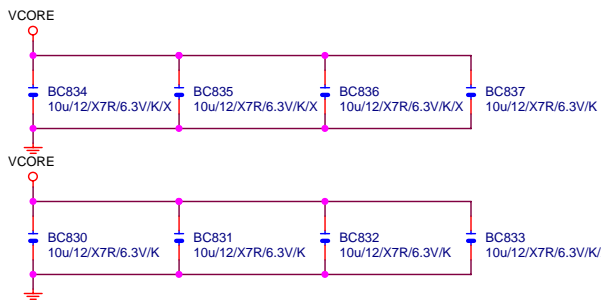 VCORE
BC834
10u/12/X7R/6.3V/K/X
BC835
10u/12/X7R/6.3V/K/X
BC836
10u/12/X7R/6.3V/K/X
BC837
10u/12/X7R/6.3V/K
VCORE
BC830
10u/12/X7R/6.3V/K
BC831
10u/12/X7R/6.3V/K
BC832
10u/12/X7R/6.3V/K
BC833
10u/12/X7R/6.3V/K/